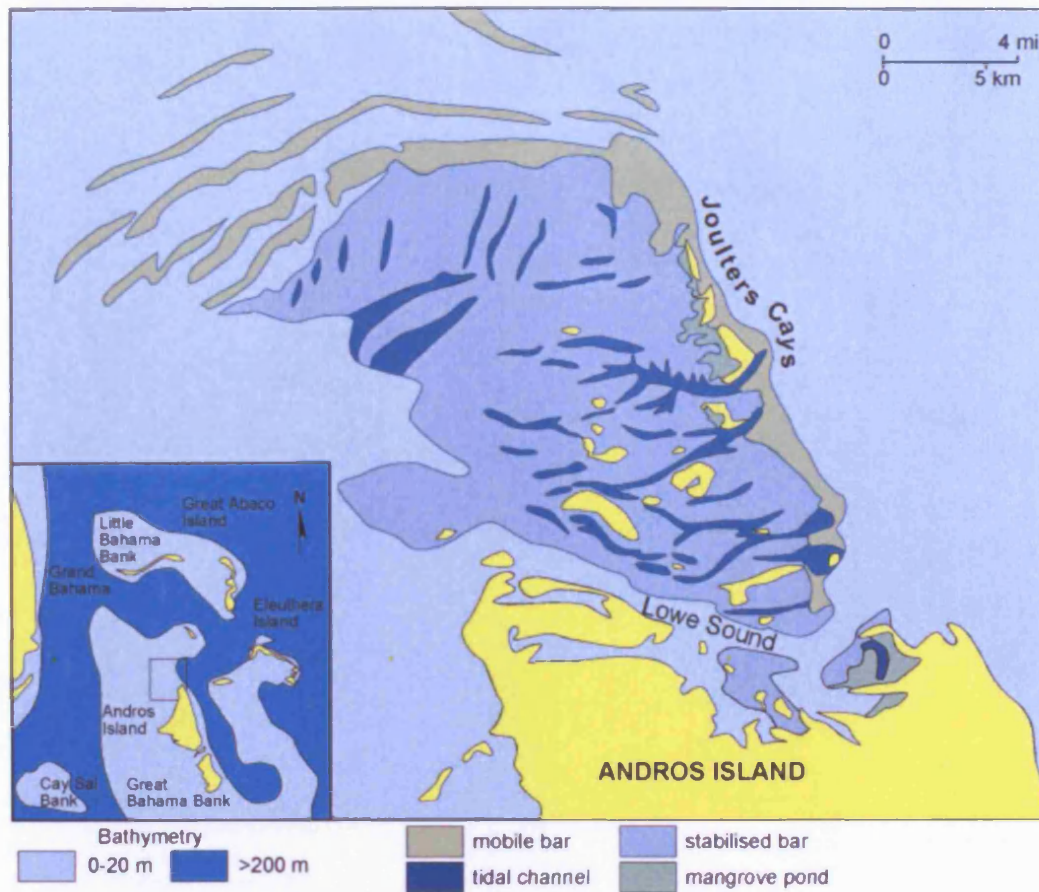 0 4 mi
0 5 km
Joulters Cays
N
Great Abaco
Island
Little
Bahama
Bank
Grand
Bahama
Eleuthera
Island
Andros
Island
Cay Sal
Bank
Great
Bahama Bank
Lowe Sound
ANDROS ISLAND
Bathymetry
0-20 m >200 m
mobile bar stabilised bar
tidal channel mangrove pond